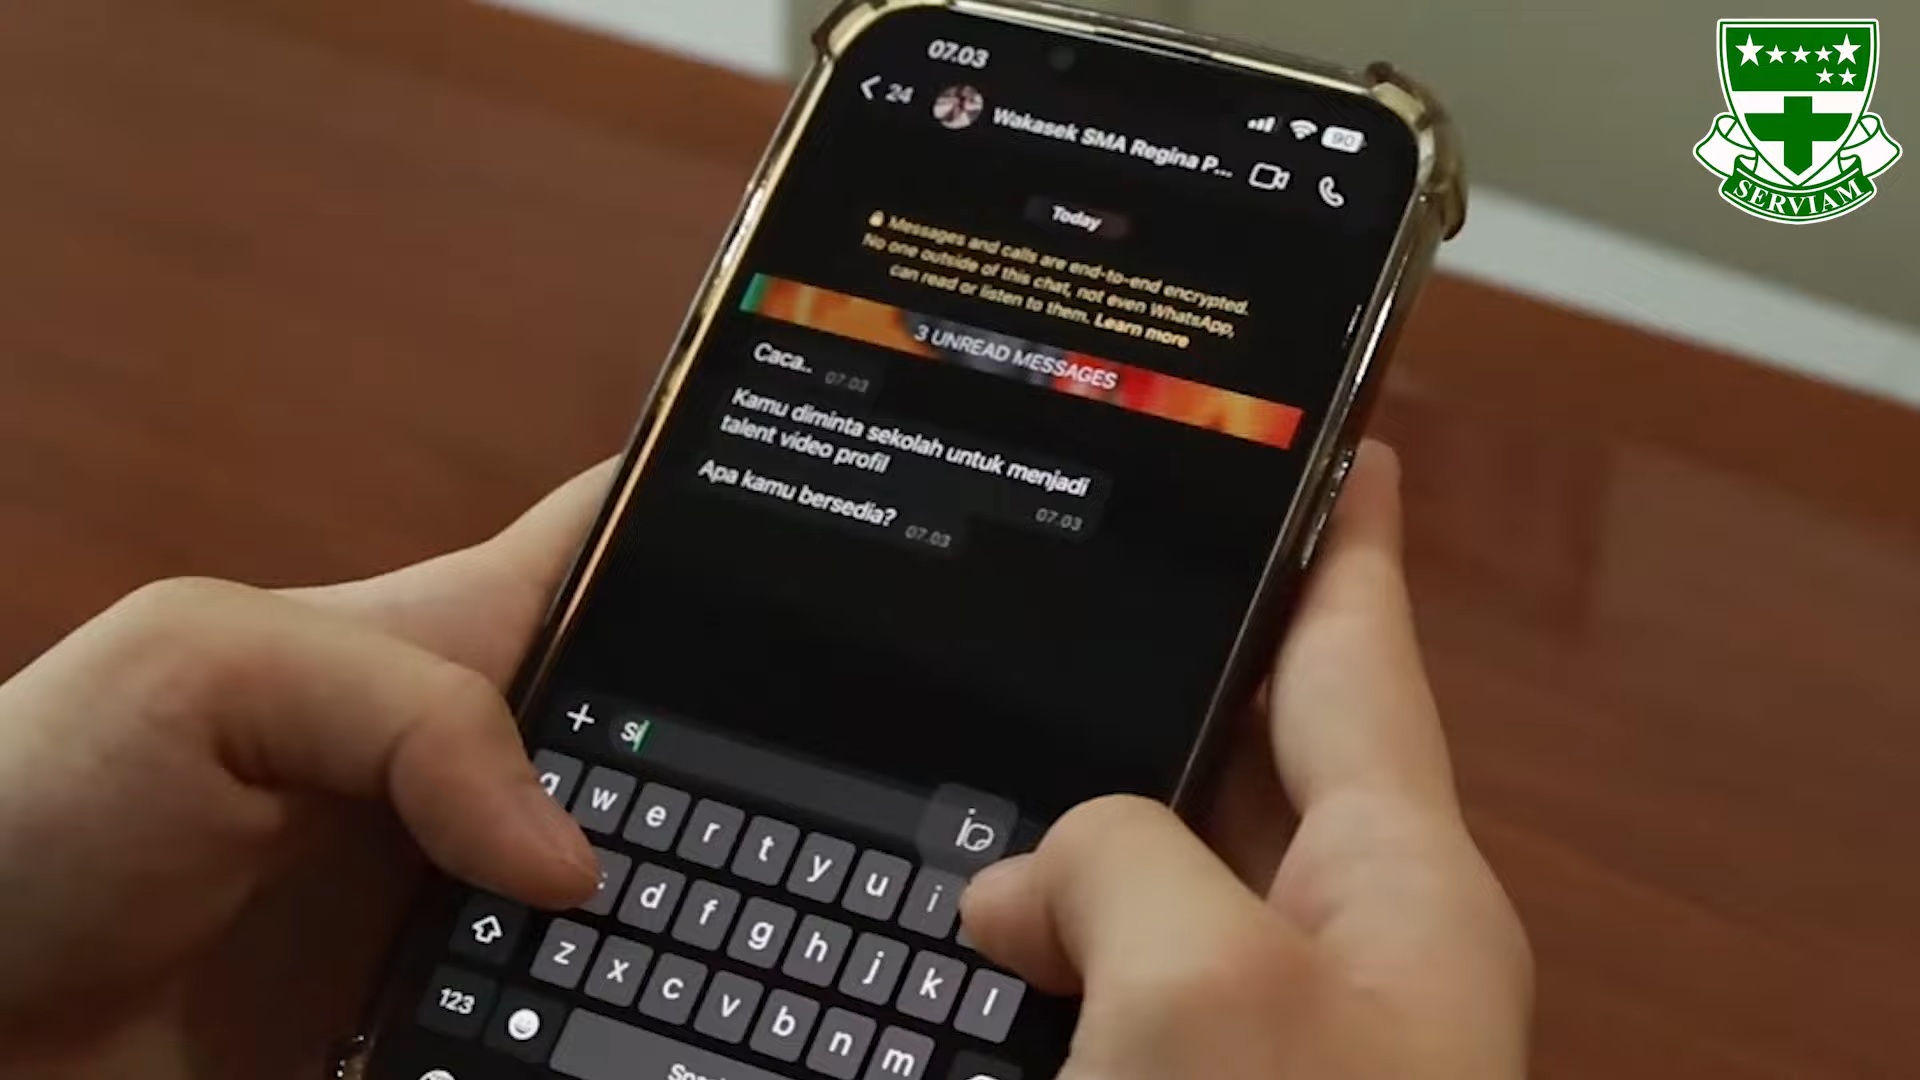 07.03
24
Wakasek SMA Regina P...
90
Today
Messages and calls are end-to-end encrypted.
No one outside of this chat, not even WhatsApp,
can read or listen to them. Learn more
3 UNREAD MESSAGES
Caca..
07.03
Kamu diminta sekolah untuk menjadi
talent video profil
07.03
Apa kamu bersedia?
07.03
si
i
q w e r t y u i
d f g h j k l
z x c v b n m
123
SERVIAM